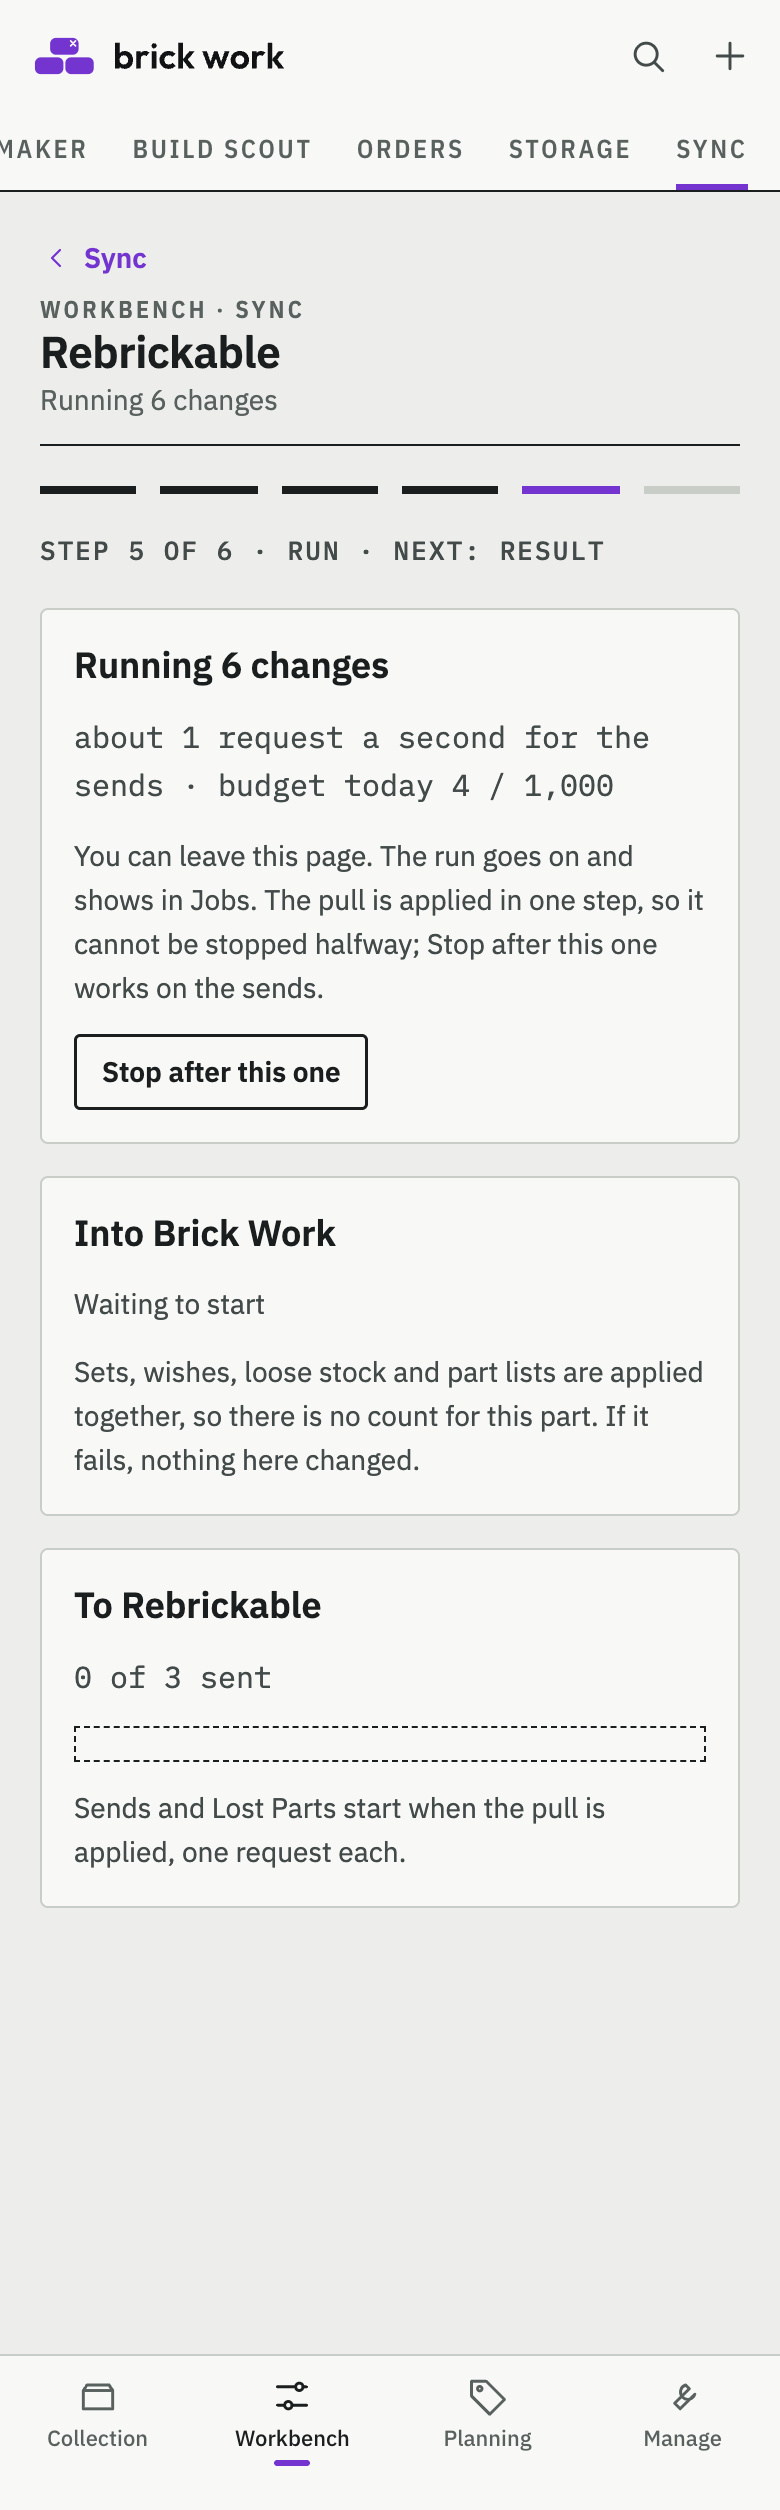 brick work
MAKER BUILD SCOUT ORDERS STORAGE SYNC
Sync
WORKBENCH · SYNC
Rebrickable
Running 6 changes
STEP 5 OF 6 · RUN · NEXT: RESULT
Running 6 changes
about 1 request a second for the
sends · budget today 4 / 1,000
You can leave this page. The run goes on and
shows in Jobs. The pull is applied in one step, so it
cannot be stopped halfway; Stop after this one
works on the sends.
Stop after this one
Into Brick Work
Waiting to start
Sets, wishes, loose stock and part lists are applied
together, so there is no count for this part. If it
fails, nothing here changed.
To Rebrickable
0 of 3 sent
Sends and Lost Parts start when the pull is
applied, one request each.
Collection Workbench Planning Manage